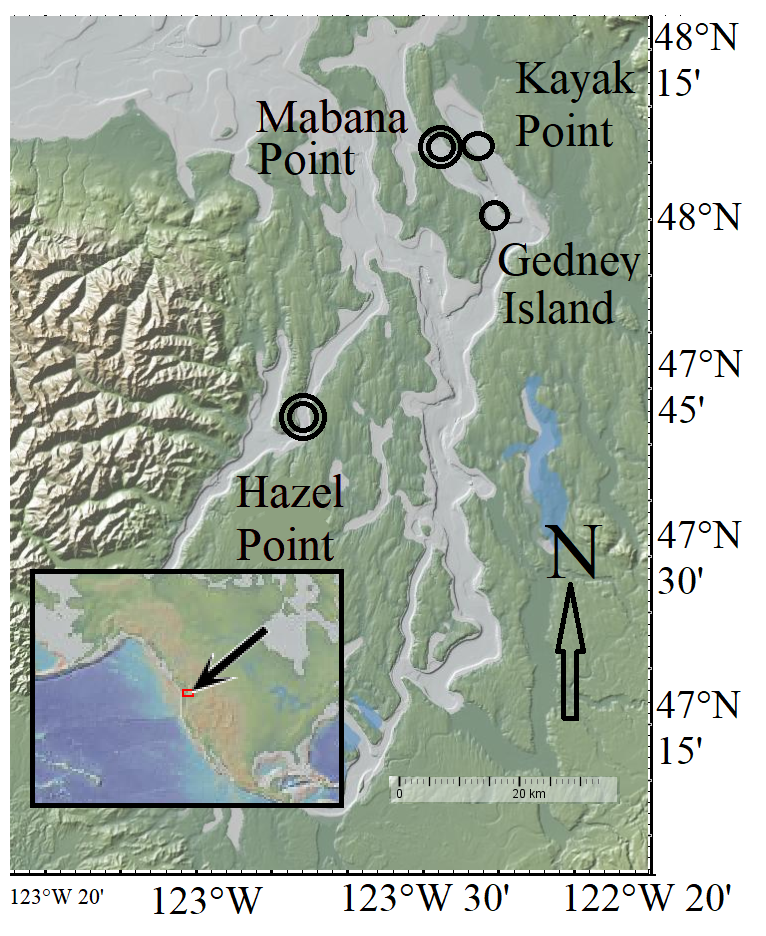 48°N
15'
Kayak
Point
Mabana
Point
48°N
Gedney
Island
47°N
45'
Hazel
Point
47°N
30'
N
47°N
15'
0
20 km
123°W 20'
123°W
123°W 30'
122°W 20'